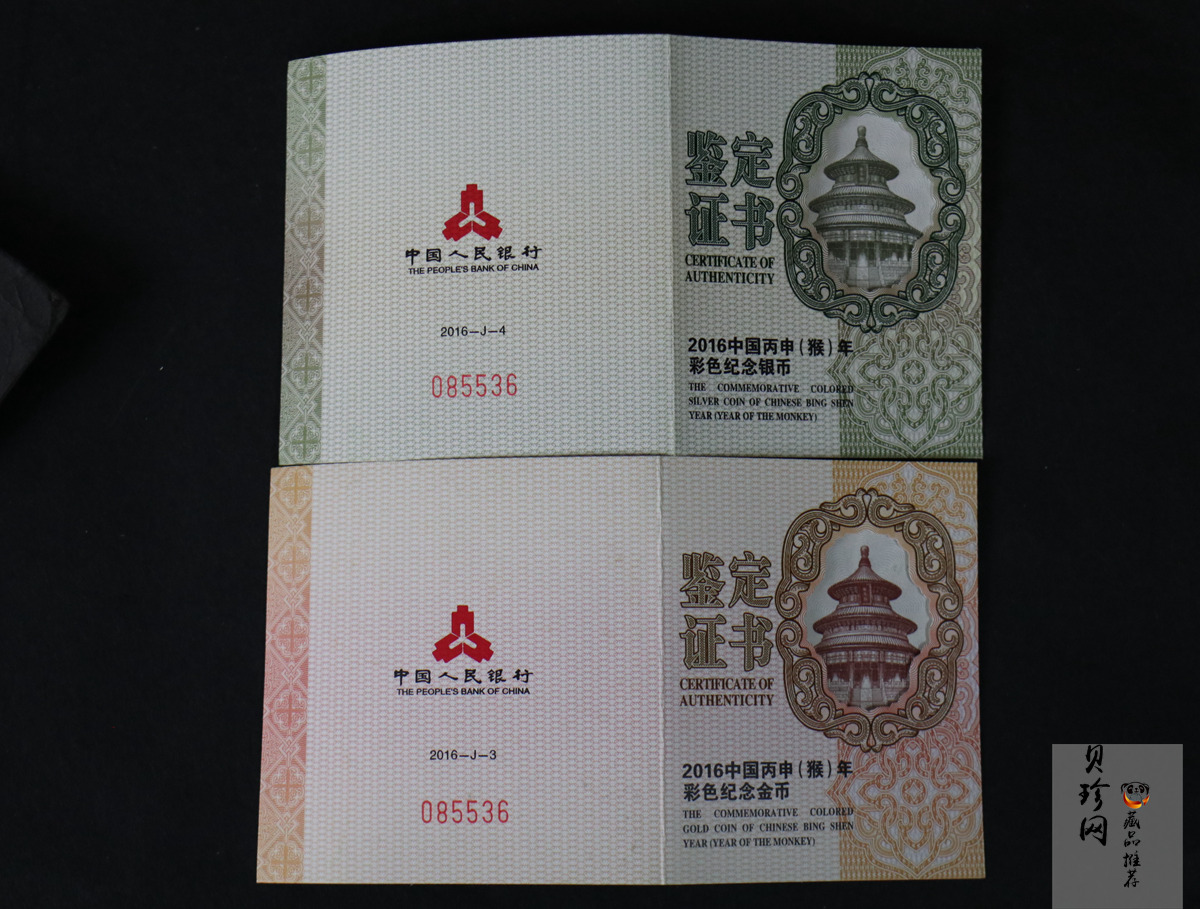 中国人民银行
THE PEOPLE'S BANK OF CHINA
2016—J—4
085536
鉴定
证书
CERTIFICATE OF
AUTHENTICITY
2016中国丙申(猴)年
彩色纪念银币
THE COMMEMORATIVE COLORED
SILVER COIN OF CHINESE BING SHEN
YEAR (YEAR OF THE MONKEY)
中国人民银行
THE PEOPLE'S BANK OF CHINA
2016—J—3
085536
鉴定
证书
CERTIFICATE OF
AUTHENTICITY
2016中国丙申(猴)年
彩色纪念金币
THE COMMEMORATIVE COLORED
GOLD COIN OF CHINESE BING SHEN
YEAR (YEAR OF THE MONKEY)
贝珍网
藏品推荐